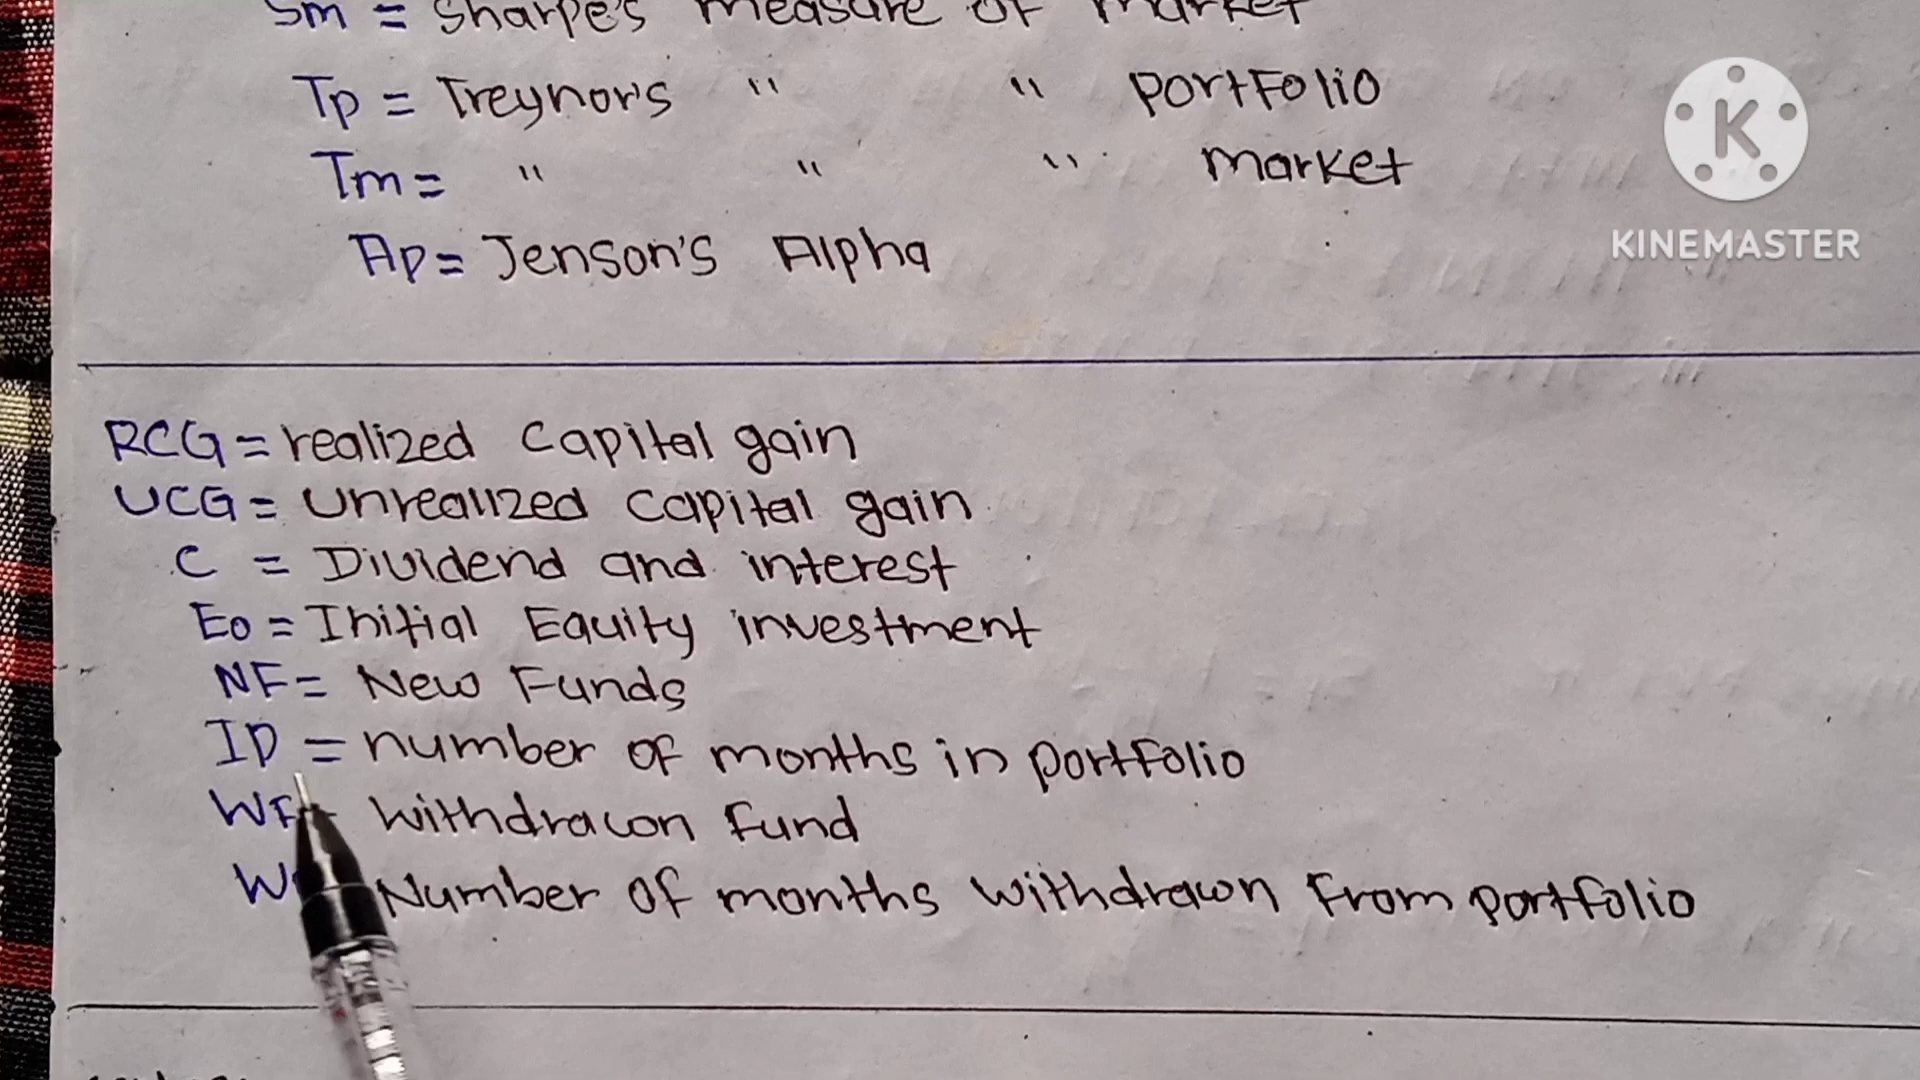 Sm = Sharpe's measure of market
Tp = Treynor's " " portfolio
Tm = " " " market
Ap = Jenson's Alpha
K
KINEMASTER
RCG = realized capital gain
UCG = Unrealized capital gain
C = Dividend and interest
Eo = Initial Equity investment
NF = New Funds
ID = number of months in portfolio
WF = withdrawn fund
Number of months withdrawn from portfolio